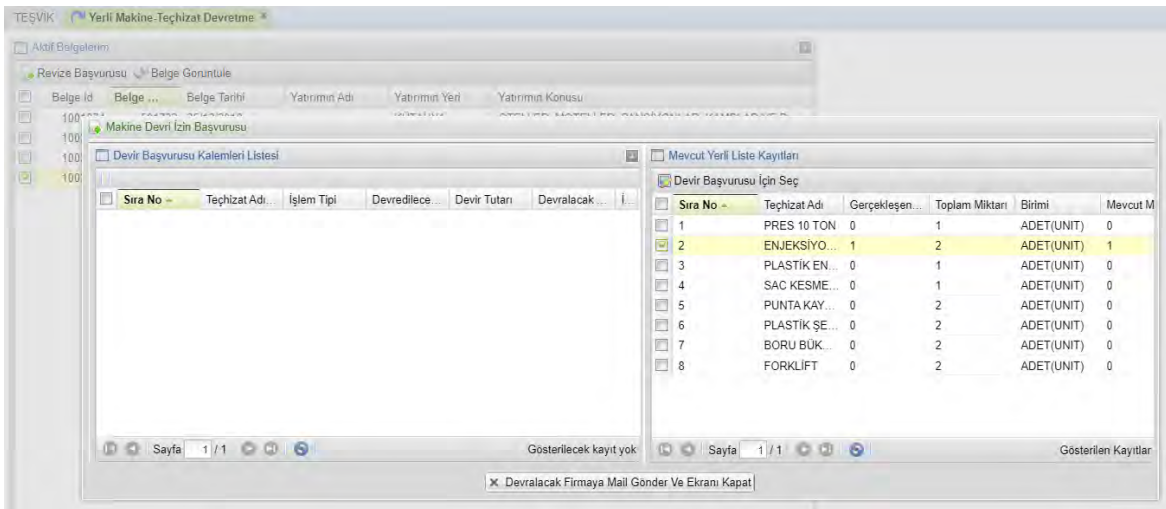 TEŞVİK Yerli Makine-Teçhizat Devretme
Aktif Belgelerim
Revize Başvurusu Belge Goruntule
Belge Id Belge ... Belge Tarihi Yatırımın Adı Yatırımın Yeri Yatırımın Konusu
Makine Devri İzin Başvurusu
Devir Başvurusu Kalemleri Listesi
Sıra No Teçhizat Adı... İşlem Tipi Devredilece... Devir Tutarı Devralacak ... İ...
Gösterilecek kayıt yok
Sayfa 1 / 1
Mevcut Yerli Liste Kayıtları
Devir Başvurusu İçin Seç
Sıra No Teçhizat Adı Gerçekleşen... Toplam Miktarı Birimi Mevcut M
1 PRES 10 TON 0 1 ADET(UNIT) 0
2 ENJEKSİYO... 1 2 ADET(UNIT) 1
3 PLASTİK EN... 0 1 ADET(UNIT) 0
4 SAC KESME... 0 1 ADET(UNIT) 0
5 PUNTA KAY... 0 2 ADET(UNIT) 0
6 PLASTİK ŞE... 0 2 ADET(UNIT) 0
7 BORU BÜK... 0 2 ADET(UNIT) 0
8 FORKLİFT 0 2 ADET(UNIT) 0
Sayfa 1 / 1 Gösterilen Kayıtlar
Devralacak Firmaya Mail Gönder Ve Ekranı Kapat